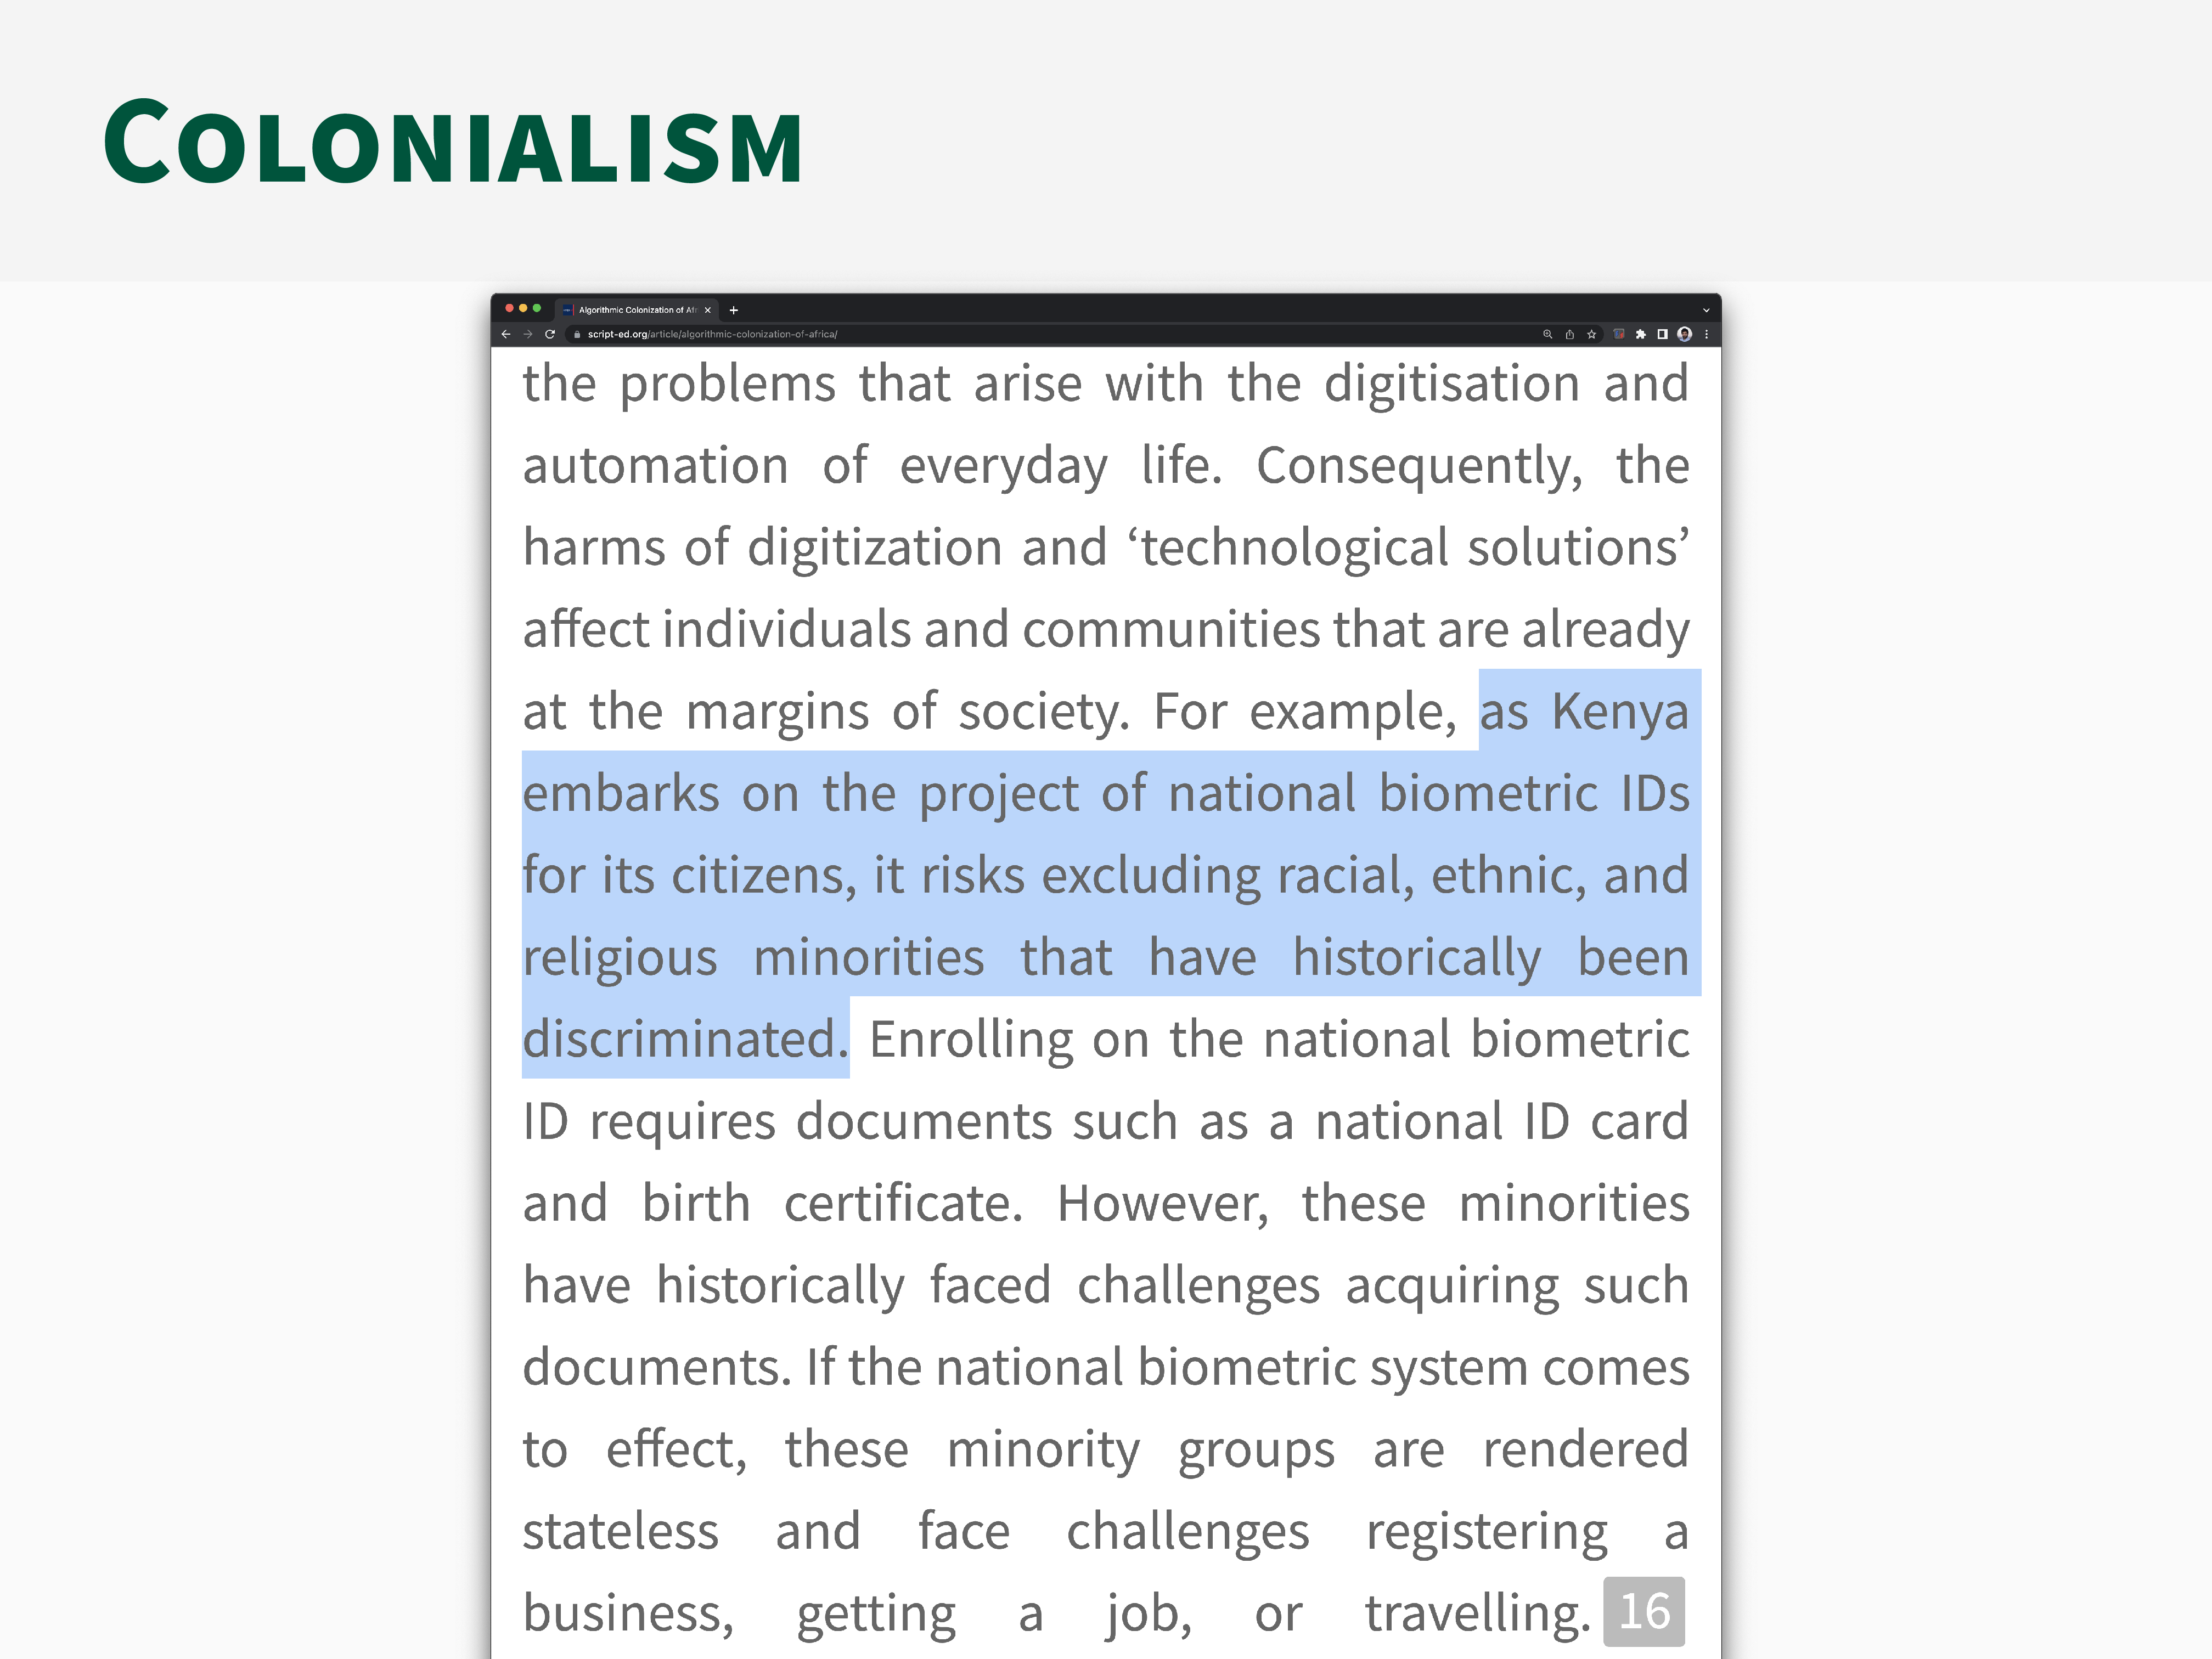 COLONIALISM
Algorithmic Colonization of Afr
script-ed.org/article/algorithmic-colonization-of-africa/
the problems that arise with the digitisation and
automation of everyday life. Consequently, the
harms of digitization and ‘technological solutions’
affect individuals and communities that are already
at the margins of society. For example, as Kenya
embarks on the project of national biometric IDs
for its citizens, it risks excluding racial, ethnic, and
religious minorities that have historically been
discriminated. Enrolling on the national biometric
ID requires documents such as a national ID card
and birth certificate. However, these minorities
have historically faced challenges acquiring such
documents. If the national biometric system comes
to effect, these minority groups are rendered
stateless and face challenges registering a
business, getting a job, or travelling. 16